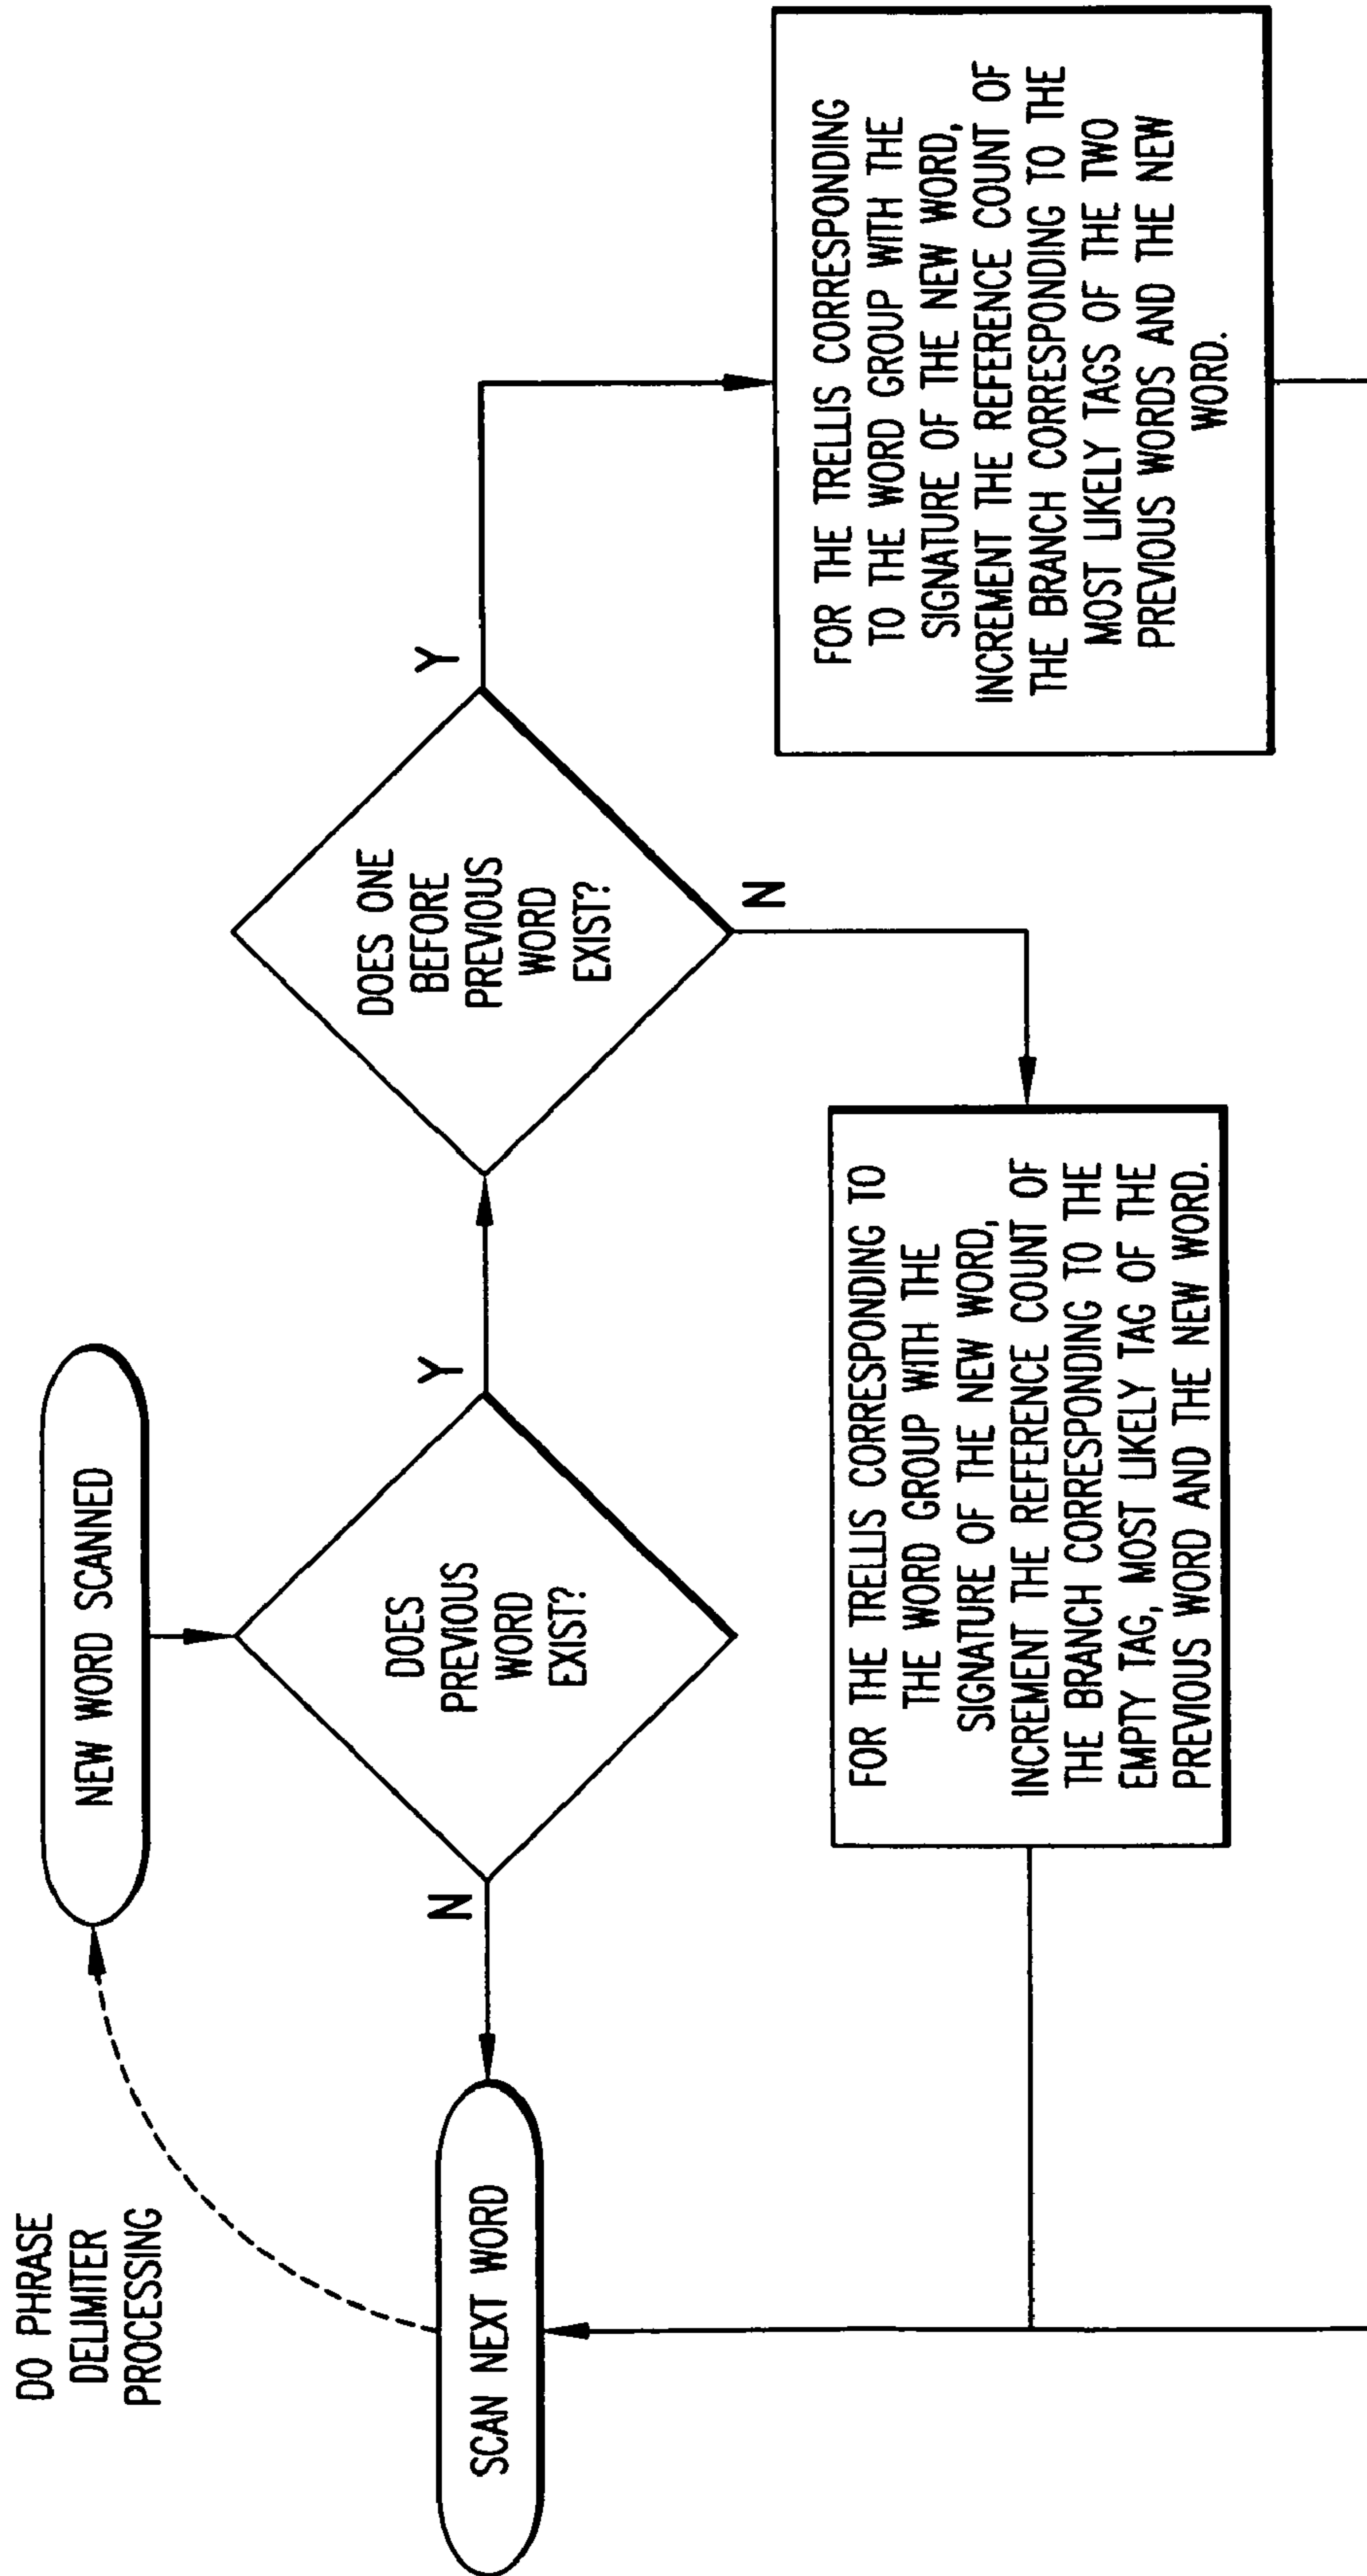 DO PHRASE
DELIMITER
PROCESSING
NEW WORD SCANNED
DOES
PREVIOUS
WORD
EXIST?
N
Y
SCAN NEXT WORD
DOES ONE
BEFORE
PREVIOUS
WORD
EXIST?
Y
N
FOR THE TRELLIS CORRESPONDING TO
THE WORD GROUP WITH THE
SIGNATURE OF THE NEW WORD,
INCREMENT THE REFERENCE COUNT OF
THE BRANCH CORRESPONDING TO THE
EMPTY TAG, MOST LIKELY TAG OF THE
PREVIOUS WORD AND THE NEW WORD.
FOR THE TRELLIS CORRESPONDING
TO THE WORD GROUP WITH THE
SIGNATURE OF THE NEW WORD,
INCREMENT THE REFERENCE COUNT OF
THE BRANCH CORRESPONDING TO THE
MOST LIKELY TAGS OF THE TWO
PREVIOUS WORDS AND THE NEW
WORD.